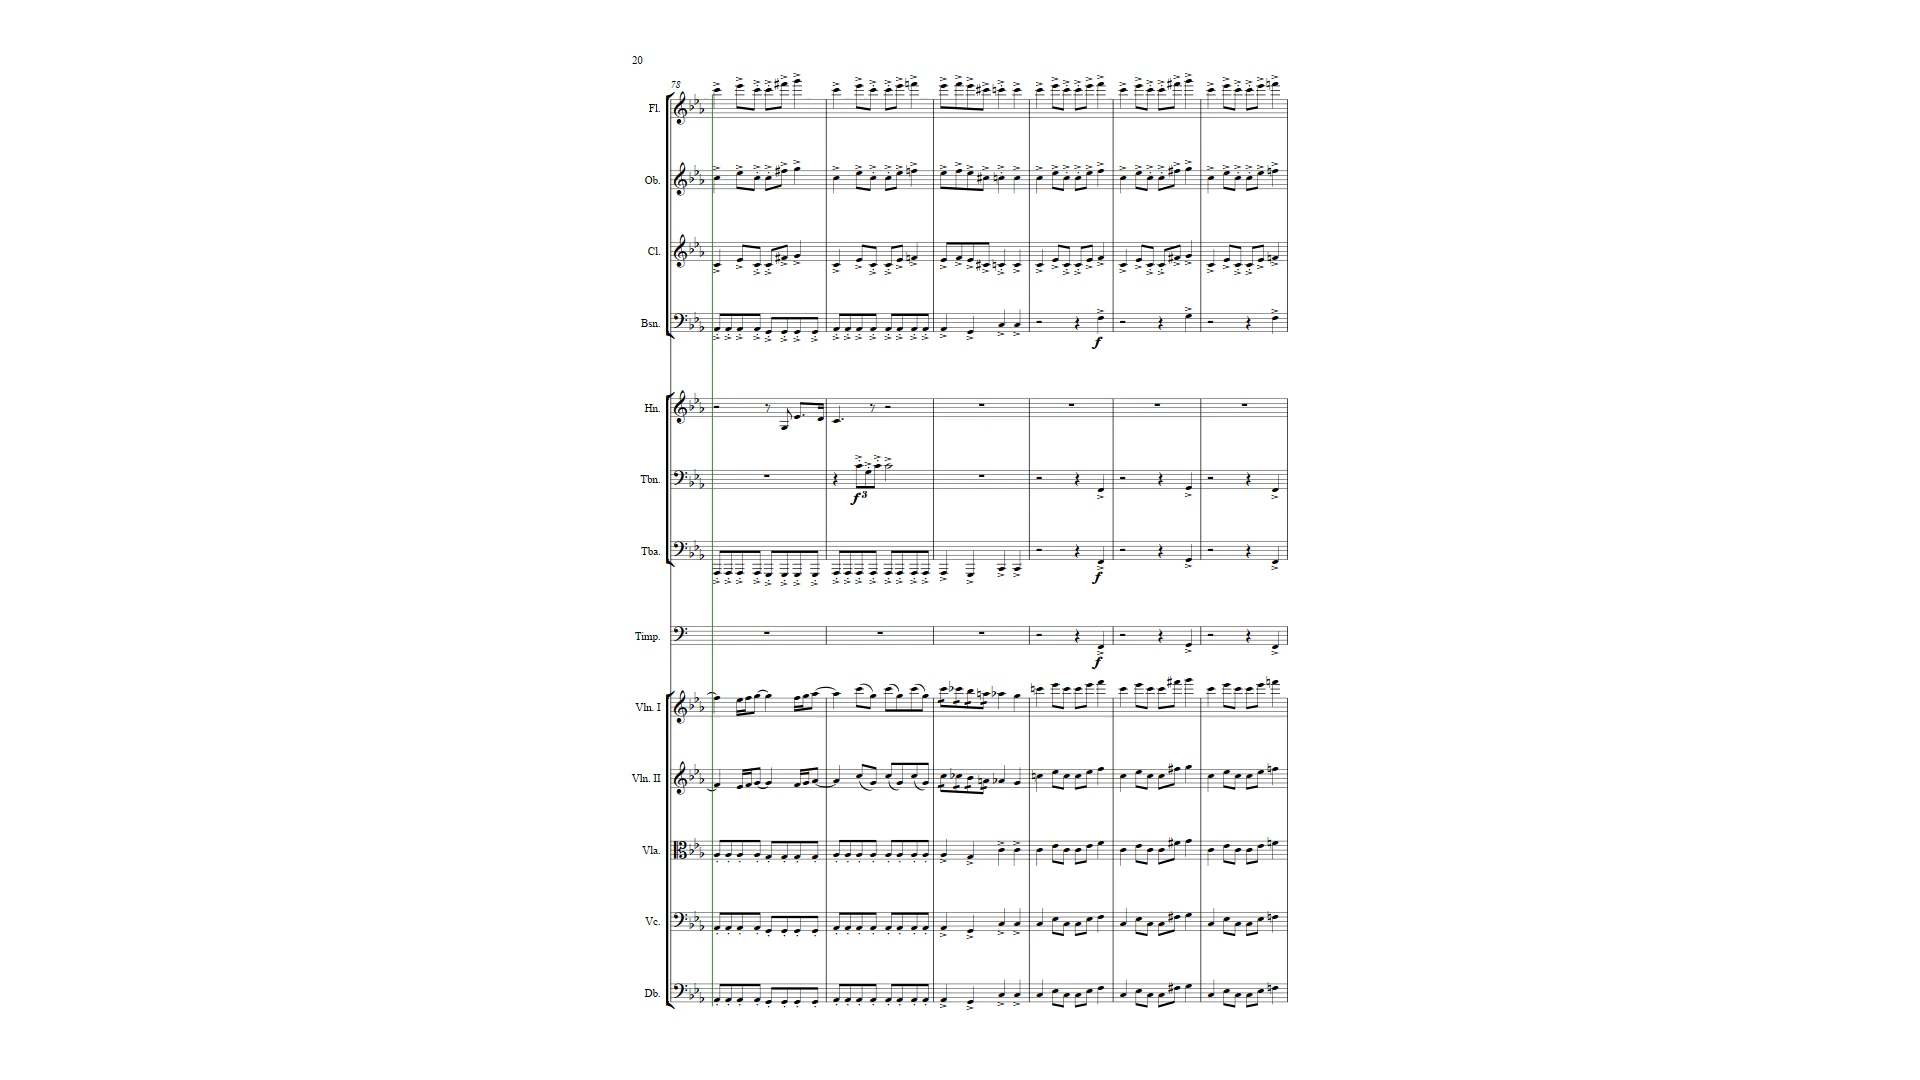 20
78
Fl.
Ob.
Cl.
Bsn.
f
Hn.
Tbn.
f 3
Tba.
f
Timp.
f
Vln. I
Vln. II
Vla.
Vc.
Db.